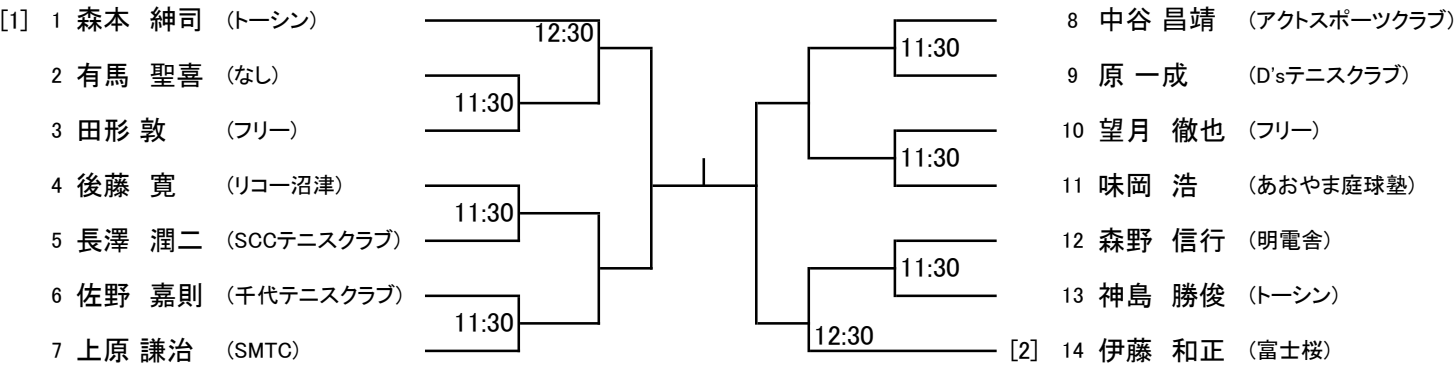 [1] 1 森本 紳司 (トーシン)
12:30
2 有馬 聖喜 (なし)
11:30
3 田形 敦 (フリー)
4 後藤 寛 (リコー沼津)
11:30
5 長澤 潤二 (SCCテニスクラブ)
6 佐野 嘉則 (千代テニスクラブ)
11:30
7 上原 謙治 (SMTC)
8 中谷 昌靖 (アクトスポーツクラブ)
11:30
9 原 一成 (D'sテニスクラブ)
10 望月 徹也 (フリー)
11:30
11 味岡 浩 (あおやま庭球塾)
12 森野 信行 (明電舎)
11:30
13 神島 勝俊 (トーシン)
12:30
[2] 14 伊藤 和正 (富士桜)